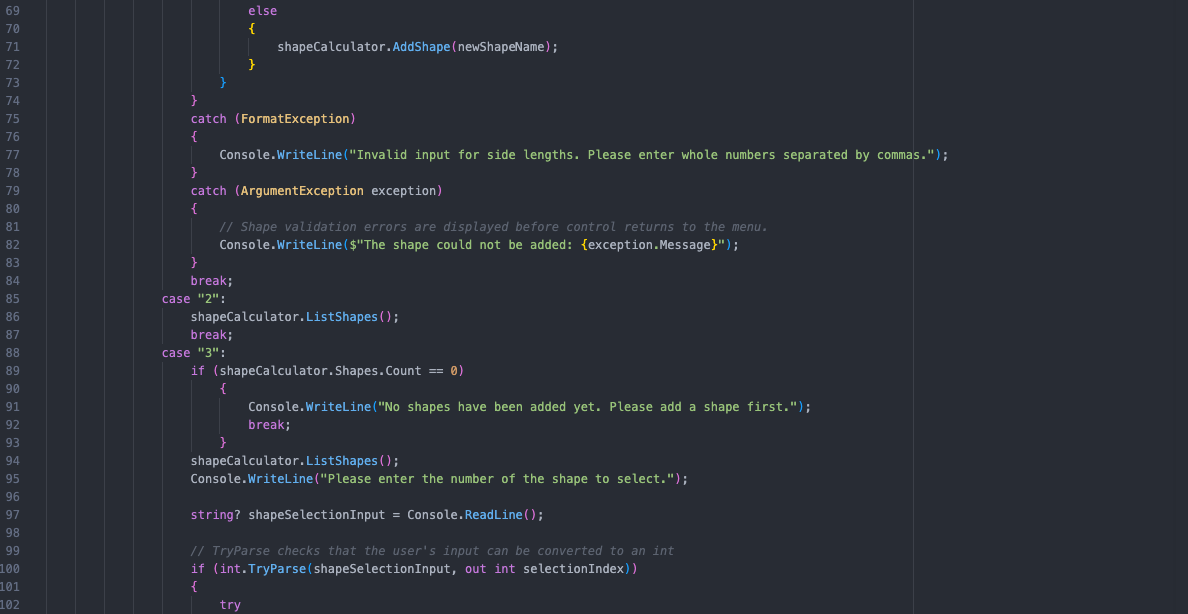 69 else
70 {
71 shapeCalculator.AddShape(newShapeName);
72 }
73 }
74 }
75 catch (FormatException)
76 {
77 Console.WriteLine("Invalid input for side lengths. Please enter whole numbers separated by commas.");
78 }
79 catch (ArgumentException exception)
80 {
81 // Shape validation errors are displayed before control returns to the menu.
82 Console.WriteLine($"The shape could not be added: {exception.Message}");
83 }
84 break;
85 case "2":
86 shapeCalculator.ListShapes();
87 break;
88 case "3":
89 if (shapeCalculator.Shapes.Count == 0)
90 {
91 Console.WriteLine("No shapes have been added yet. Please add a shape first.");
92 break;
93 }
94 shapeCalculator.ListShapes();
95 Console.WriteLine("Please enter the number of the shape to select.");
96
97 string? shapeSelectionInput = Console.ReadLine();
98
99 // TryParse checks that the user's input can be converted to an int
100 if (int.TryParse(shapeSelectionInput, out int selectionIndex))
101 {
102 try